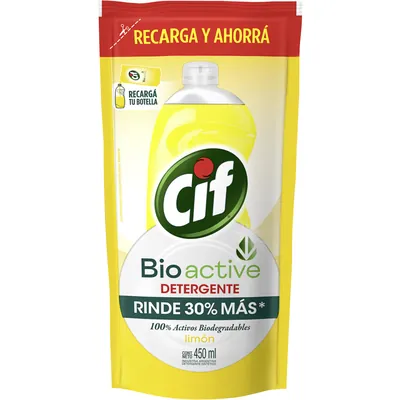 RECARGA Y AHORRÁ
RECARGÁ
TU BOTELLA
Cif
Bioactive
DETERGENTE
RINDE 30% MÁS*
100% Activos Biodegradables
limón
450 ml